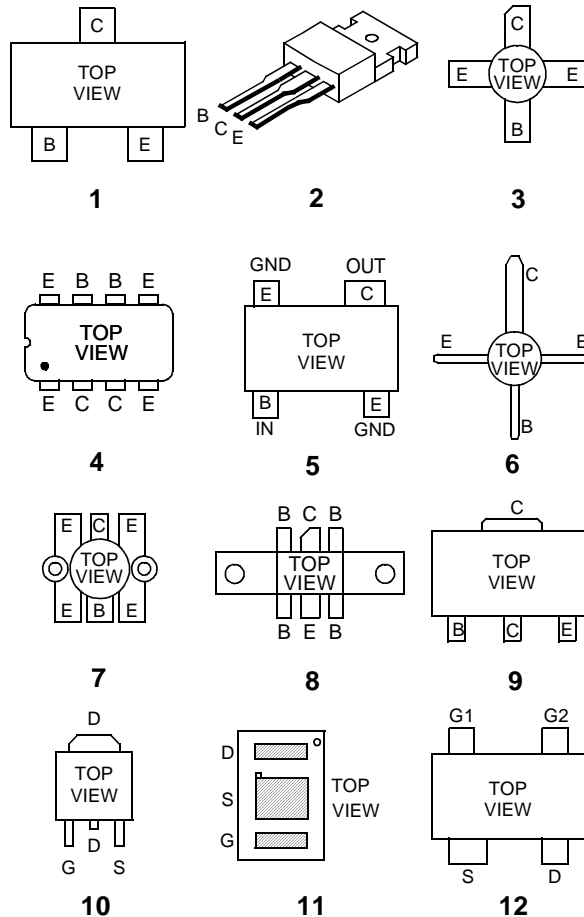 C
TOP
VIEW
B E
1
B
C
E
2
C
E TOP VIEW E
B
3
E B B E
TOP
VIEW
E C C E
4
GND OUT
E C
TOP
VIEW
B E
IN GND
5
C
E TOP VIEW E
B
6
E C E
TOP
VIEW
E B E
7
B C B
TOP
VIEW
B E B
8
C
TOP
VIEW
B C E
9
D
TOP
VIEW
D
G S
10
D
S TOP
VIEW
G
11
G1 G2
TOP
VIEW
S D
12